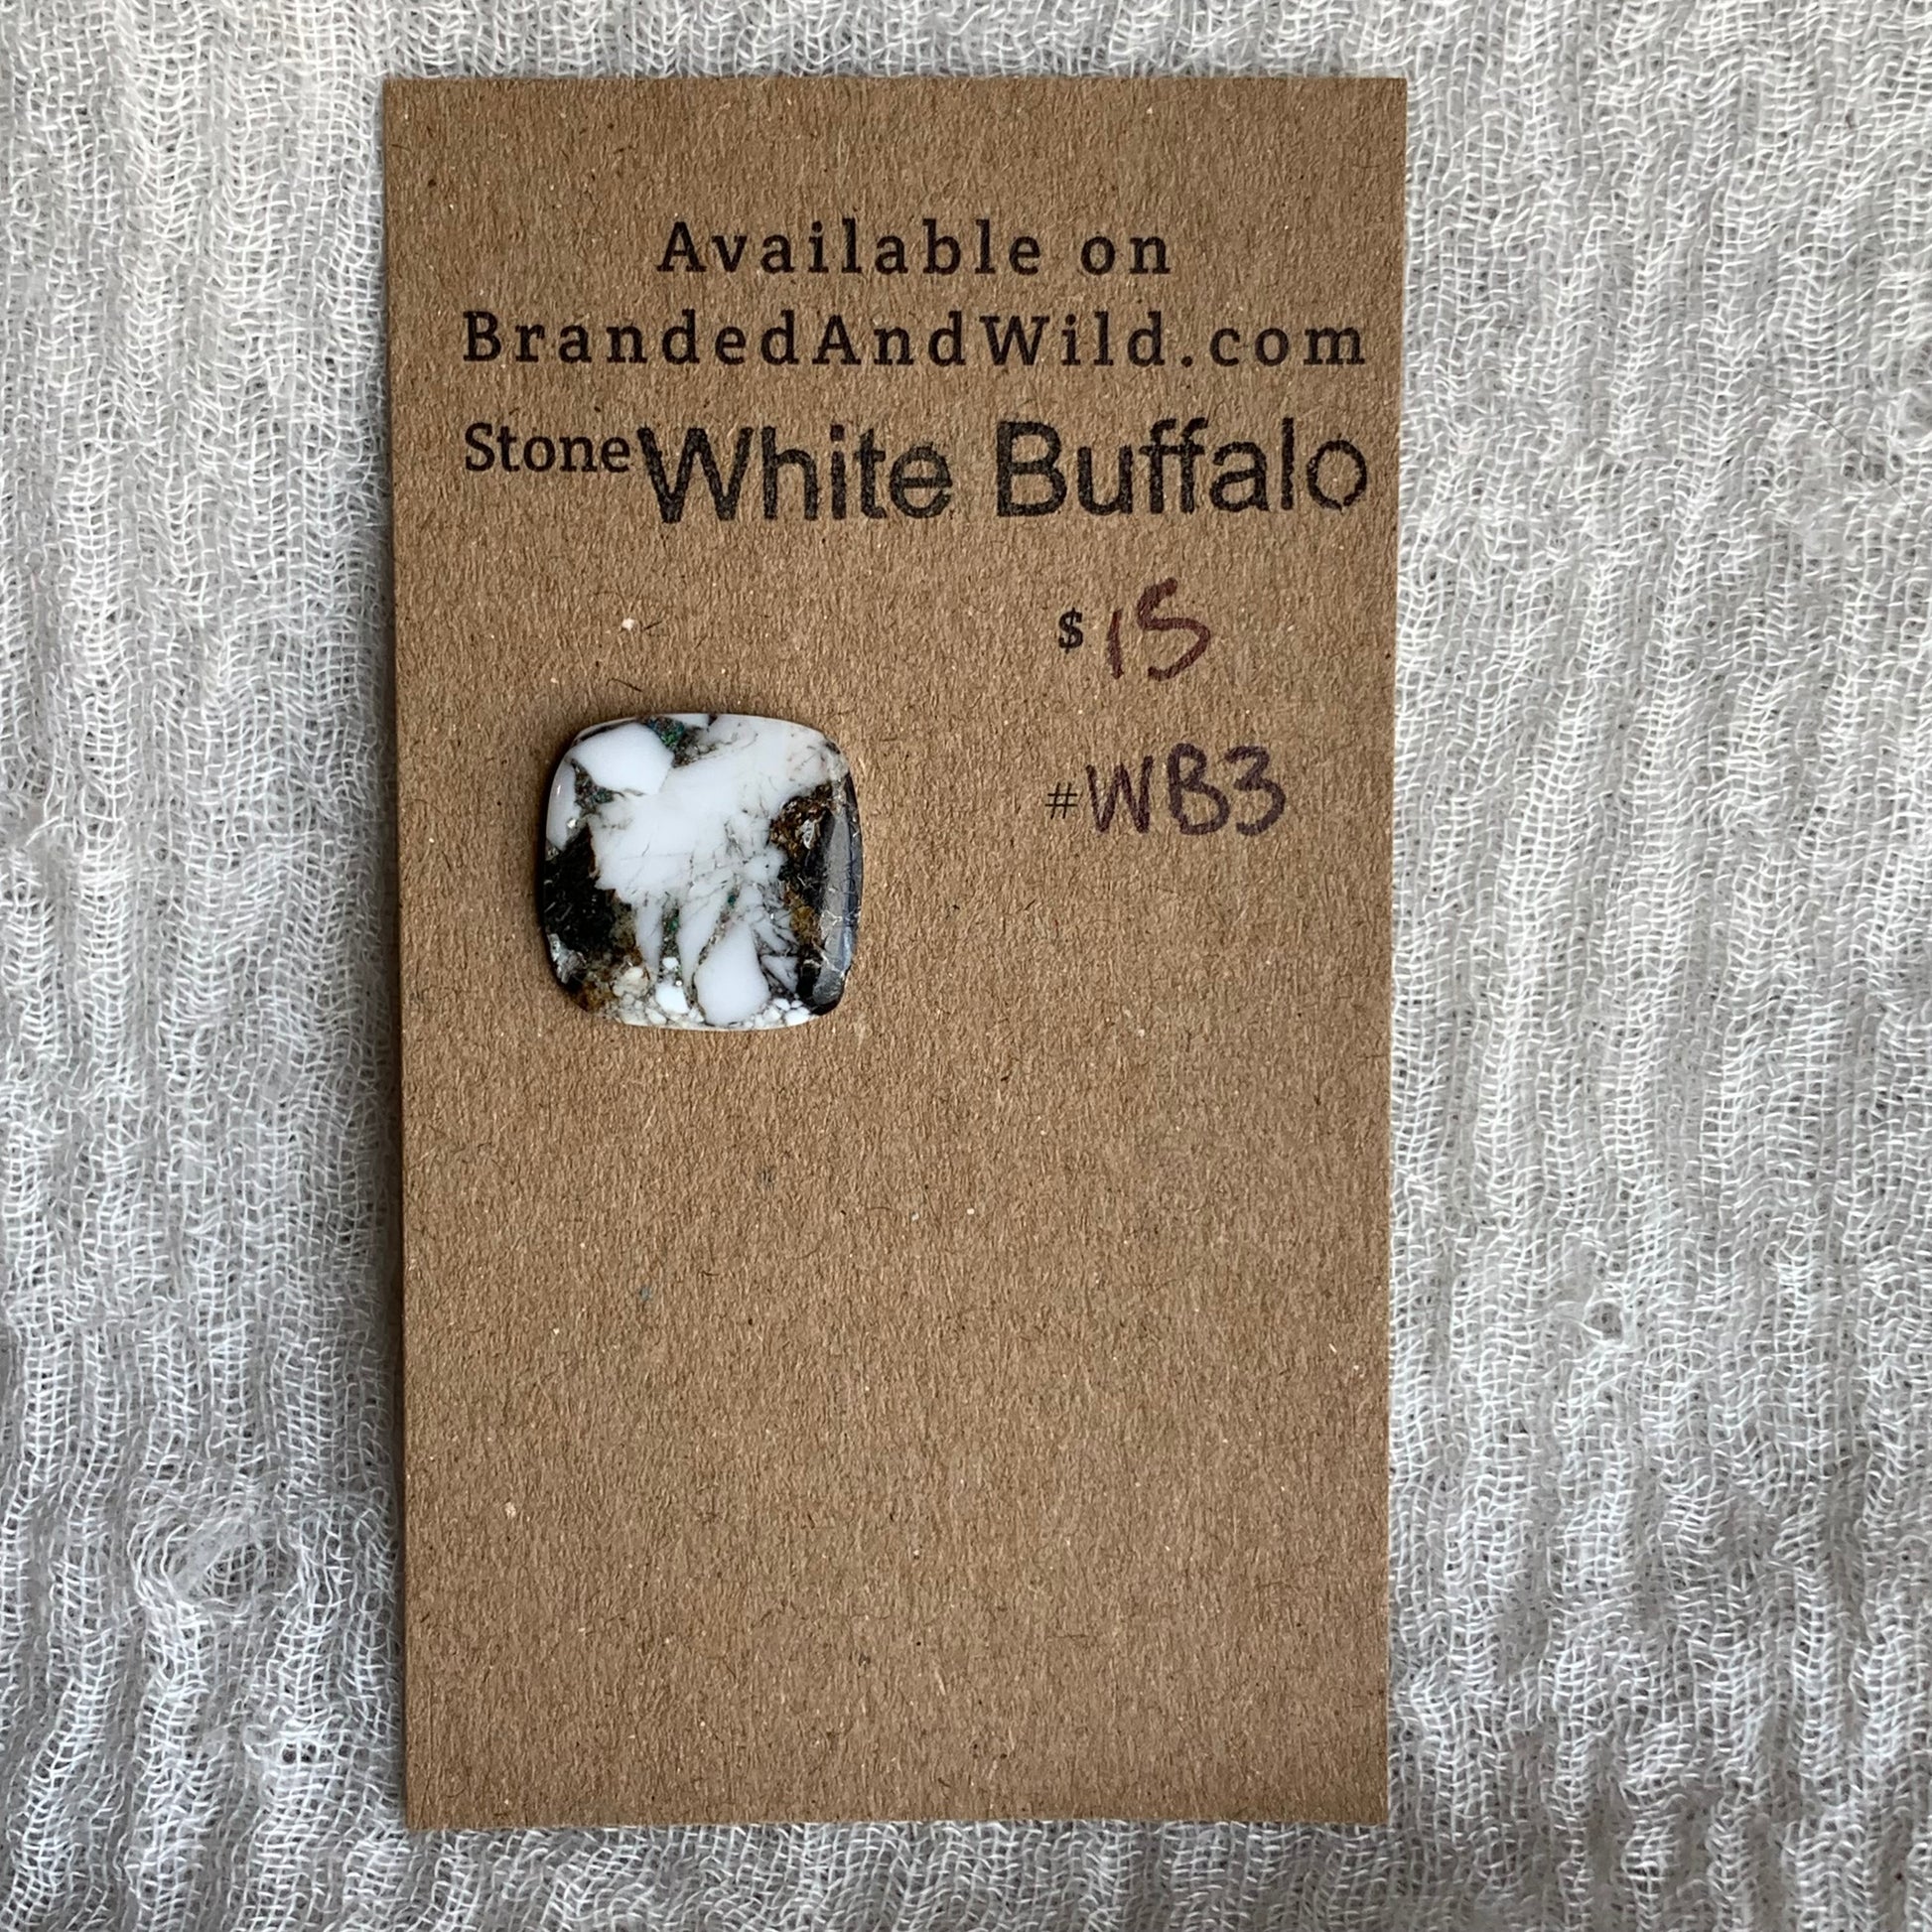 Available on
BrandedAndWild.com
Stone White Buffalo
$15
#WB3